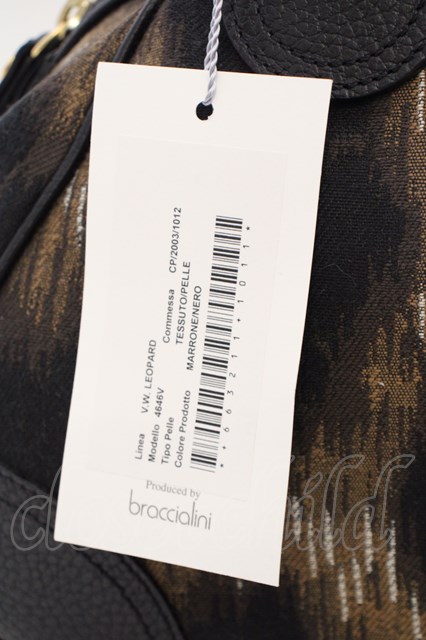 Linea V.W. LEOPARD
Modello 4646V Commessa CP/2003/1012
Tipo Pelle TESSUTO/PELLE
Colore Prodotto MARRONE/NERO
Produced by
braccialini